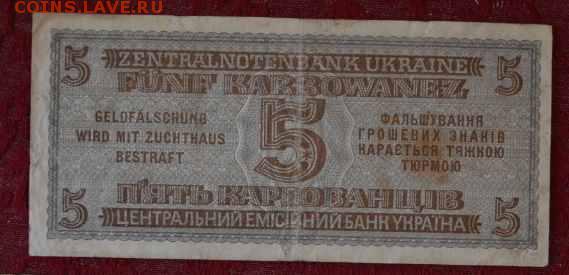 COINS.LAVE.RU
5 ZENTRALNOTENBANK UKRAINE 5
FÜNF KARBOWANEZ
GELDFÄLSCHUNG
WIRD MIT ZUCHTHAUS
BESTRAFT
5
ФАЛЬШУВАННЯ
ГРОШЕВИХ ЗНАКІВ
КАРАЄТЬСЯ ТЯЖКОЮ
ТЮРМОЮ
П'ЯТЬ КАРБОВАНЦІВ
5 ЦЕНТРАЛЬНИЙ ЕМІСІЙНИЙ БАНК УКРАЇНА 5